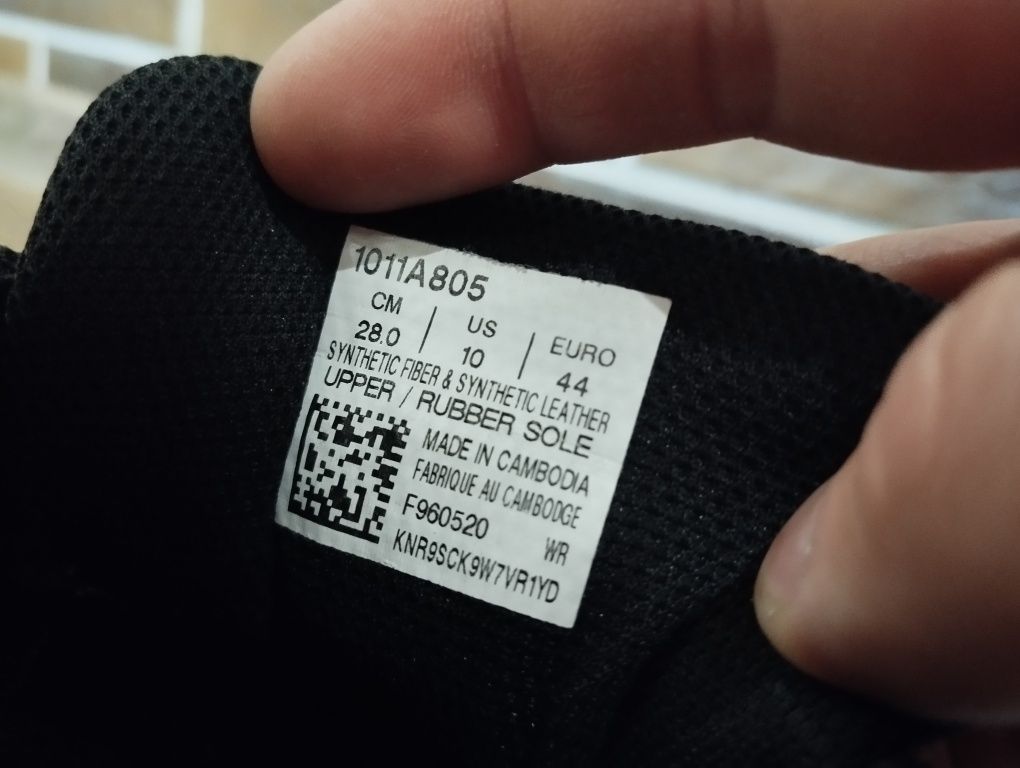 1011A805
CM | US | EURO
28.0 | 10 | 44
SYNTHETIC FIBER & SYNTHETIC LEATHER
UPPER / RUBBER SOLE
MADE IN CAMBODIA
FABRIQUE AU CAMBODGE
F960520 WR
KNR9SCK9W7VR1YD